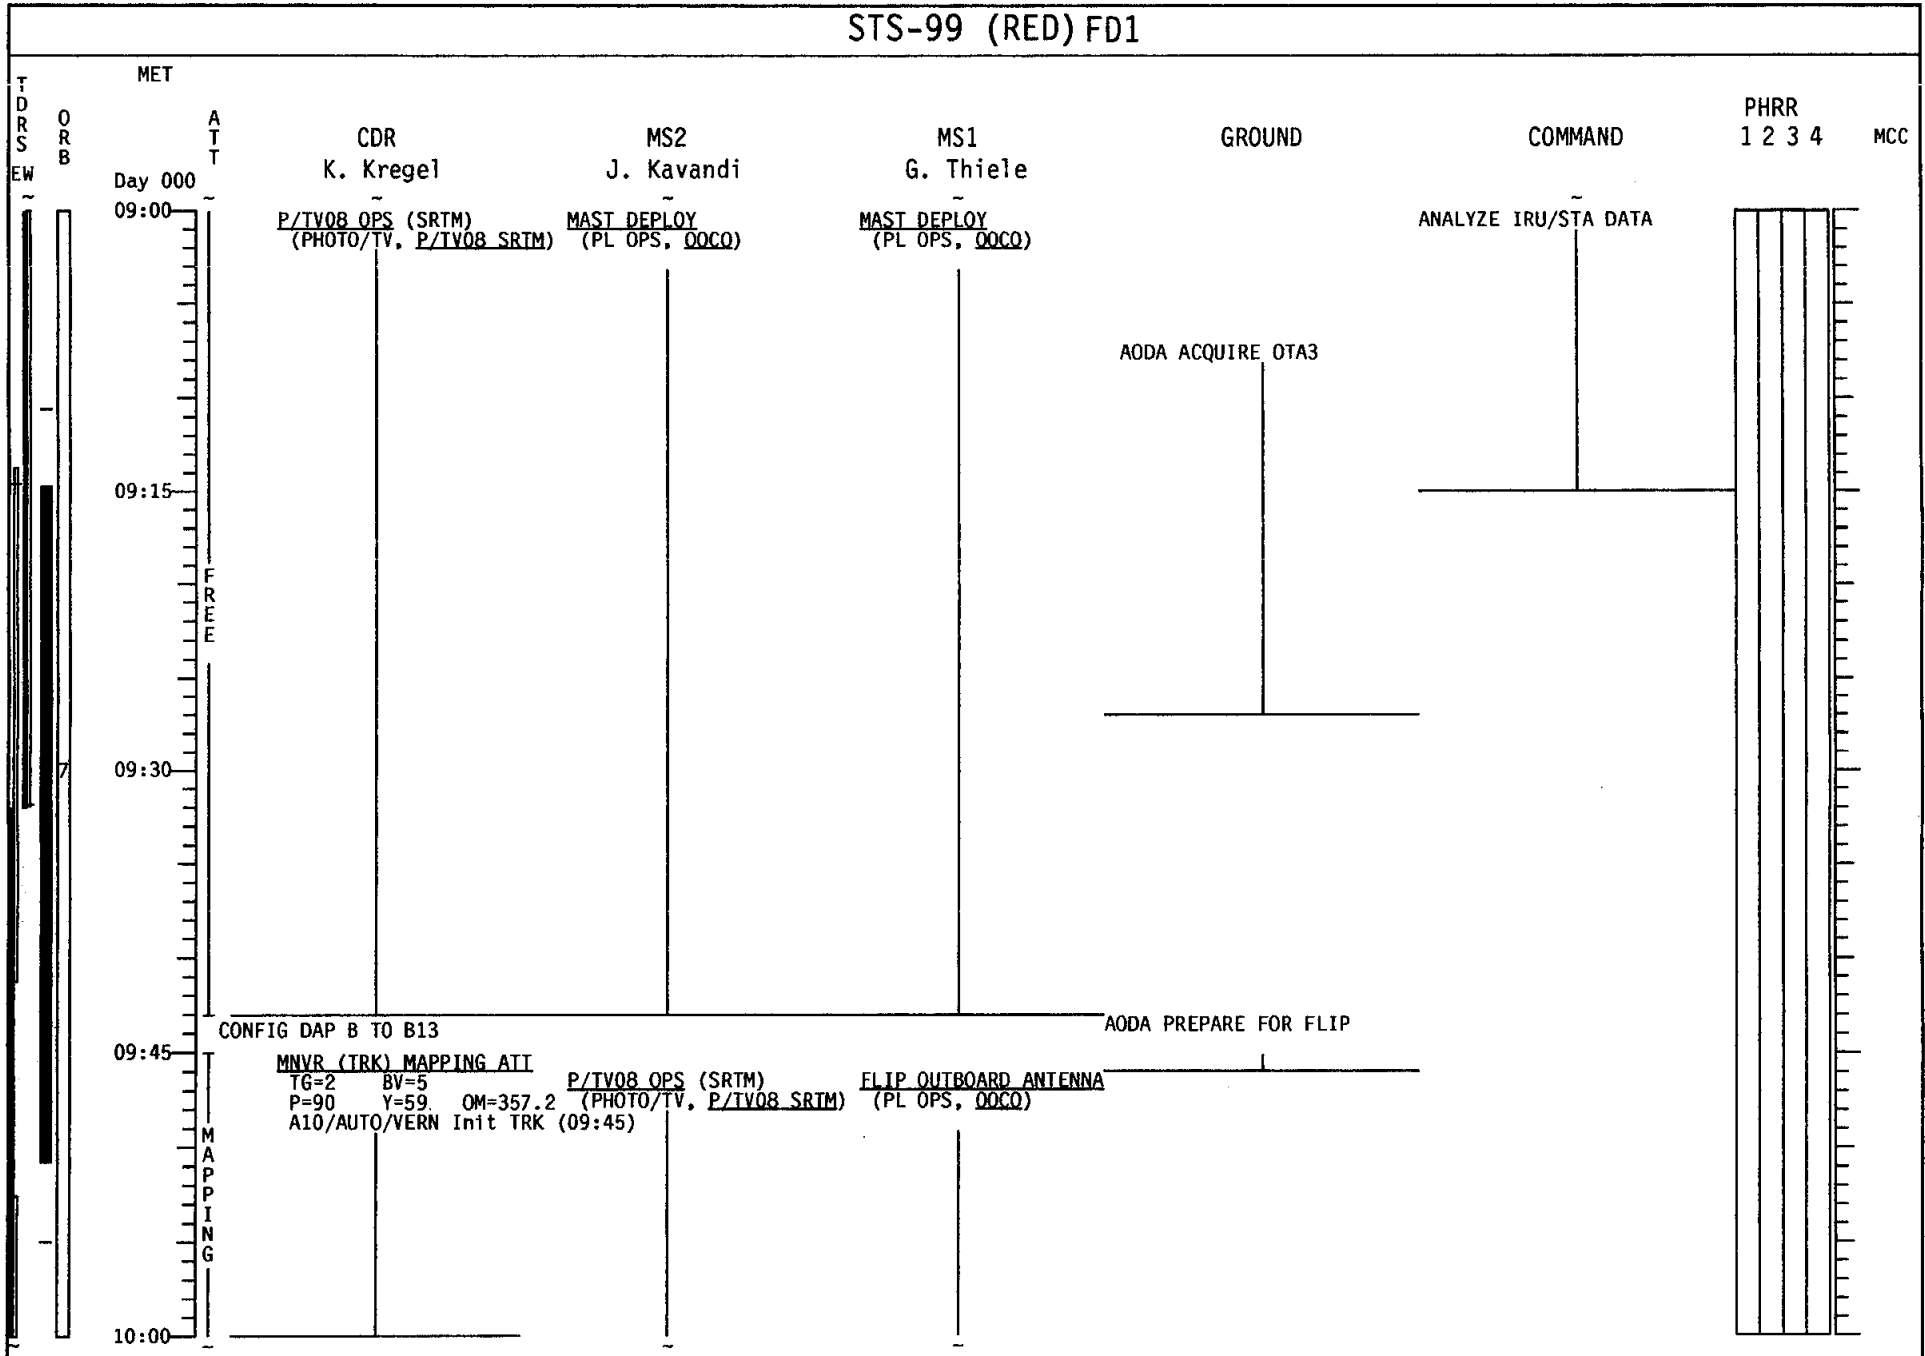 STS-99 (RED) FD1
MET
TDRS
ORB
ATT
PHRR
CDR
MS2
MS1
GROUND
COMMAND
1 2 3 4
MCC
EW
K. Kregel
J. Kavandi
G. Thiele
Day 000
~ ~ ~ ~ ~ ~
09:00
P/TV08 OPS (SRTM)
(PHOTO/TV, P/TV08 SRTM)
MAST DEPLOY
(PL OPS, OOCO)
MAST DEPLOY
(PL OPS, OOCO)
ANALYZE IRU/STA DATA
AODA ACQUIRE OTA3
09:15
FREE
09:30
7
CONFIG DAP B TO B13
AODA PREPARE FOR FLIP
09:45
MNVR (TRK) MAPPING ATT
TG=2 BV=5
P=90 Y=59 OM=357.2
A10/AUTO/VERN Init TRK (09:45)
P/TV08 OPS (SRTM)
(PHOTO/TV, P/TV08 SRTM)
FLIP OUTBOARD ANTENNA
(PL OPS, OOCO)
MAPPING
10:00
~ ~ ~ ~